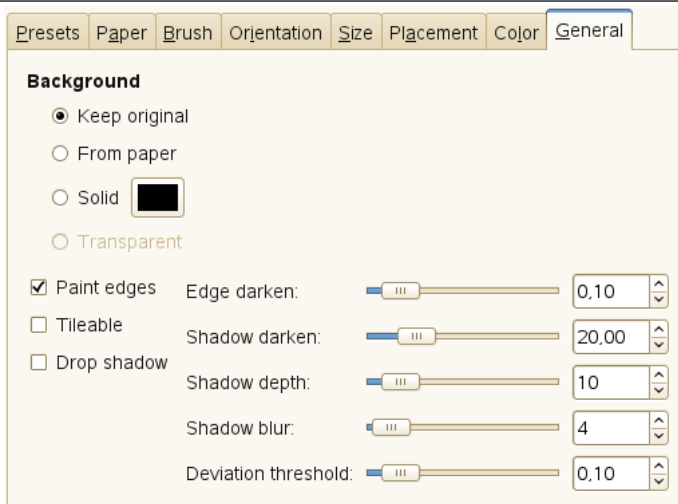 Presets Paper Brush Orientation Size Placement Color General
Background
Keep original
From paper
Solid
Transparent
Paint edges
Tileable
Drop shadow
Edge darken: 0,10
Shadow darken: 20,00
Shadow depth: 10
Shadow blur: 4
Deviation threshold: 0,10